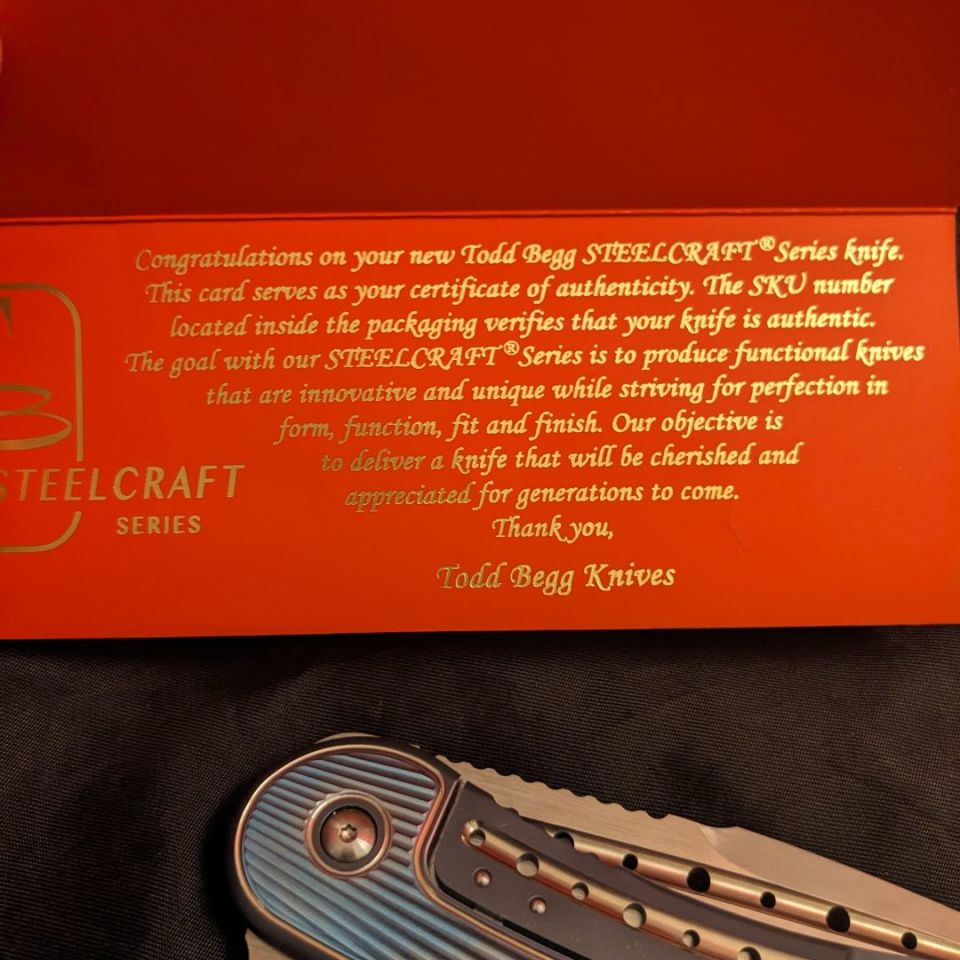 Congratulations on your new Todd Begg STEELCRAFT® Series knife.
This card serves as your certificate of authenticity. The SKU number
located inside the packaging verifies that your knife is authentic.
The goal with our STEELCRAFT® Series is to produce functional knives
that are innovative and unique while striving for perfection in
form, function, fit and finish. Our objective is
to deliver a knife that will be cherished and
appreciated for generations to come.
Thank you,
Todd Begg Knives
STEELCRAFT
SERIES